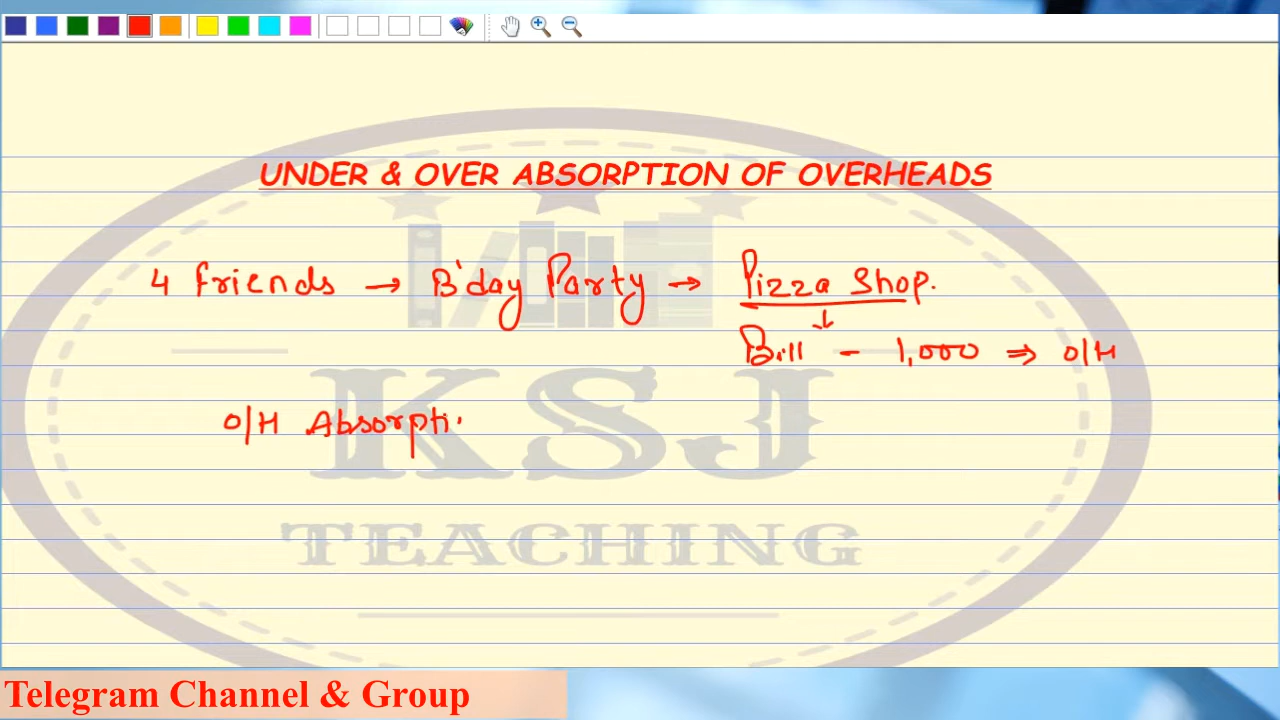 UNDER & OVER ABSORPTION OF OVERHEADS
4 friends → B'day Party → Pizza Shop.
↓
Bill - 1,000 ⇒ O/H
O/H Absorpti
KSJ
TEACHING
Telegram Channel & Group